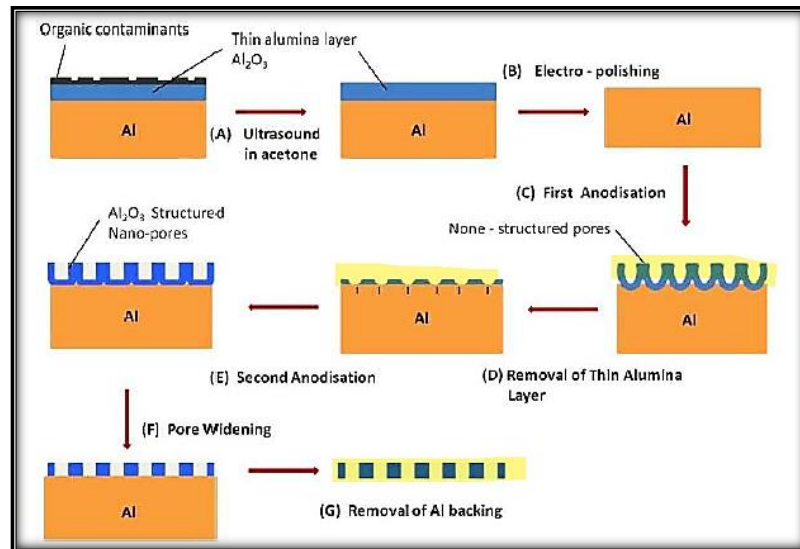 Organic contaminants
Thin alumina layer
Al₂O₃
Al
(A) Ultrasound
in acetone
Al
(B) Electro - polishing
Al
(C) First Anodisation
Al₂O₃ Structured
Nano-pores
None - structured pores
Al
Al
Al
(E) Second Anodisation
(D) Removal of Thin Alumina
Layer
(F) Pore Widening
Al
(G) Removal of Al backing